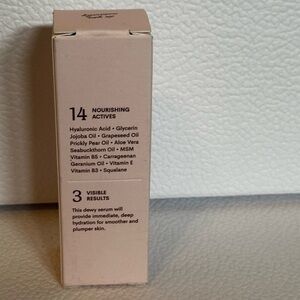 14 NOURISHING
ACTIVES
Hyaluronic Acid • Glycerin
Jojoba Oil • Grapeseed Oil
Prickly Pear Oil • Aloe Vera
Seabuckthorn Oil • MSM
Vitamin B5 • Carrageenan
Geranium Oil • Vitamin E
Vitamin B3 • Squalane
3 VISIBLE
RESULTS
This dewy serum will
provide immediate, deep
hydration for smoother and
plumper skin.